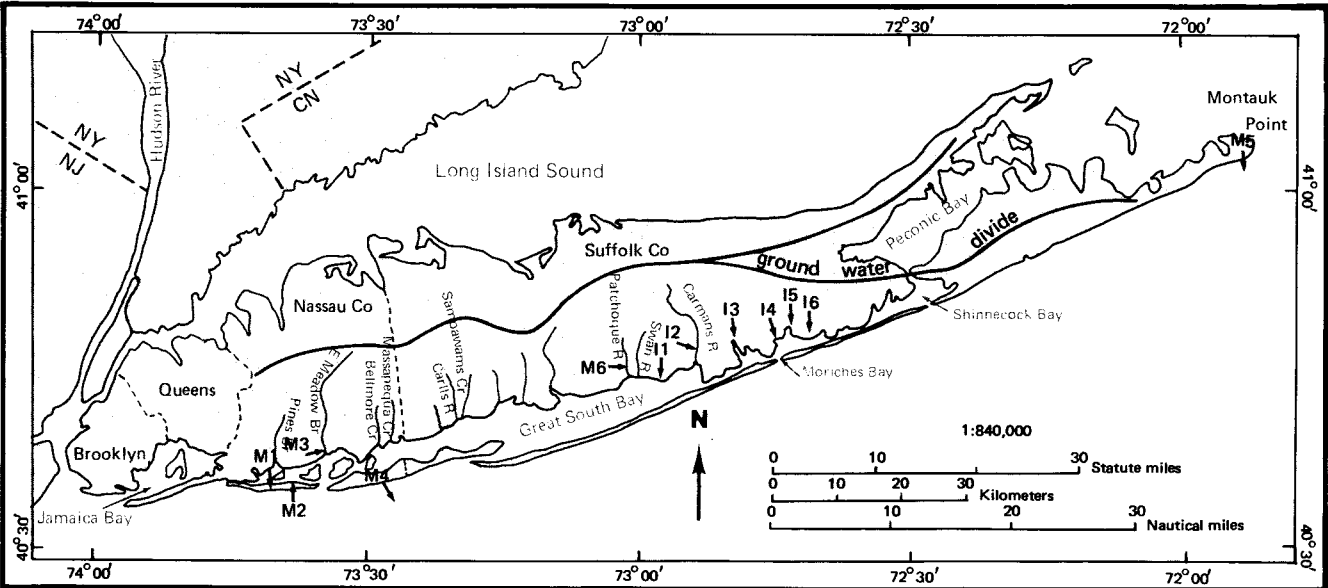 74°00′ 73°30′ 73°00′ 72°30′ 72°00′
NY
CN
NY
NJ
Hudson River
Montauk
Point
M5
41°00′
41°00′
Long Island Sound
Peconic Bay
Suffolk Co
ground water divide
Nassau Co
Patchoque R
Swan R
Carmans R
Sampawams Cr
Carlls R
Massapequa Cr
Bellmore Cr
E Meadow Br
Pines
I1
I2
I3
I4
I5
I6
Shinnecock Bay
Moriches Bay
M6
Queens
Great South Bay
N
Brooklyn
M1
M3
M4
M2
Jamaica Bay
1:840,000
0 10 20 30 Statute miles
0 10 20 30 Kilometers
0 10 20 30 Nautical miles
40°30′
40°30′
74°00′ 73°30′ 73°00′ 72°30′ 72°00′